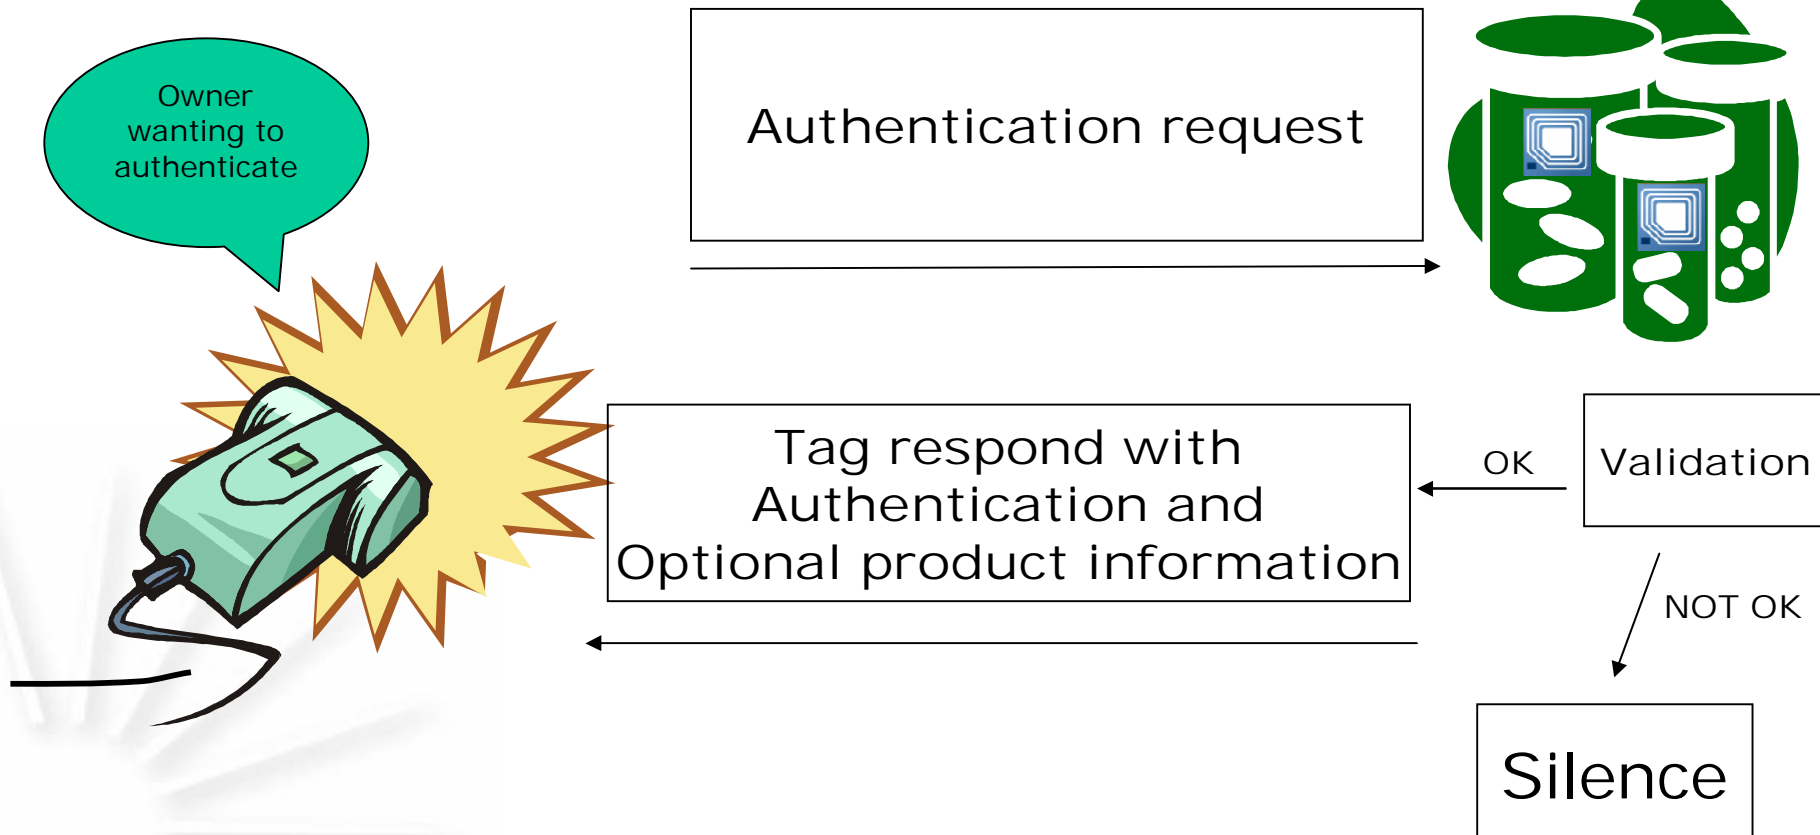 Owner
wanting to
authenticate
Authentication request
Tag respond with
Authentication and
Optional product information
OK
Validation
NOT OK
Silence